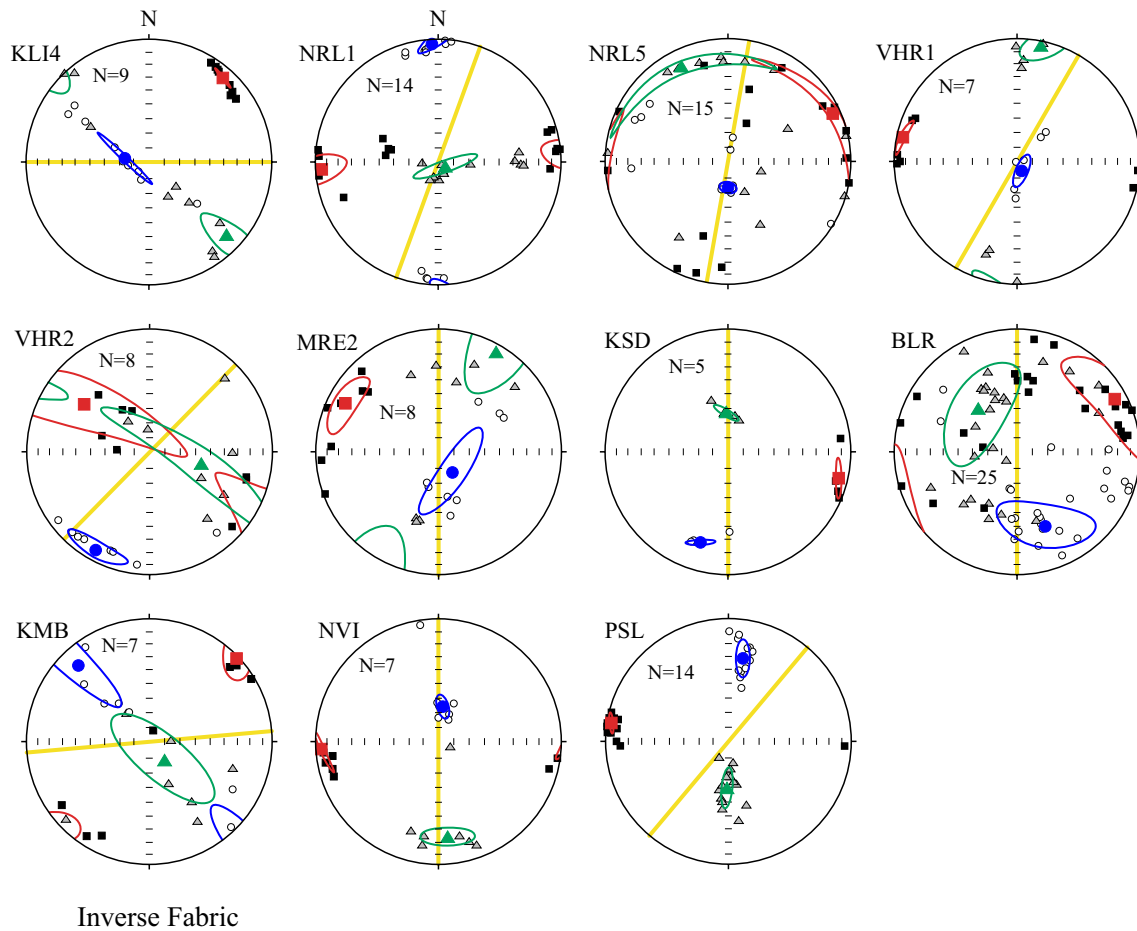 N
N
KLI4
N=9
NRL1
N=14
NRL5
N=15
VHR1
N=7
VHR2
N=8
MRE2
N=8
KSD
N=5
BLR
N=25
KMB
N=7
NVI
N=7
PSL
N=14
Inverse Fabric